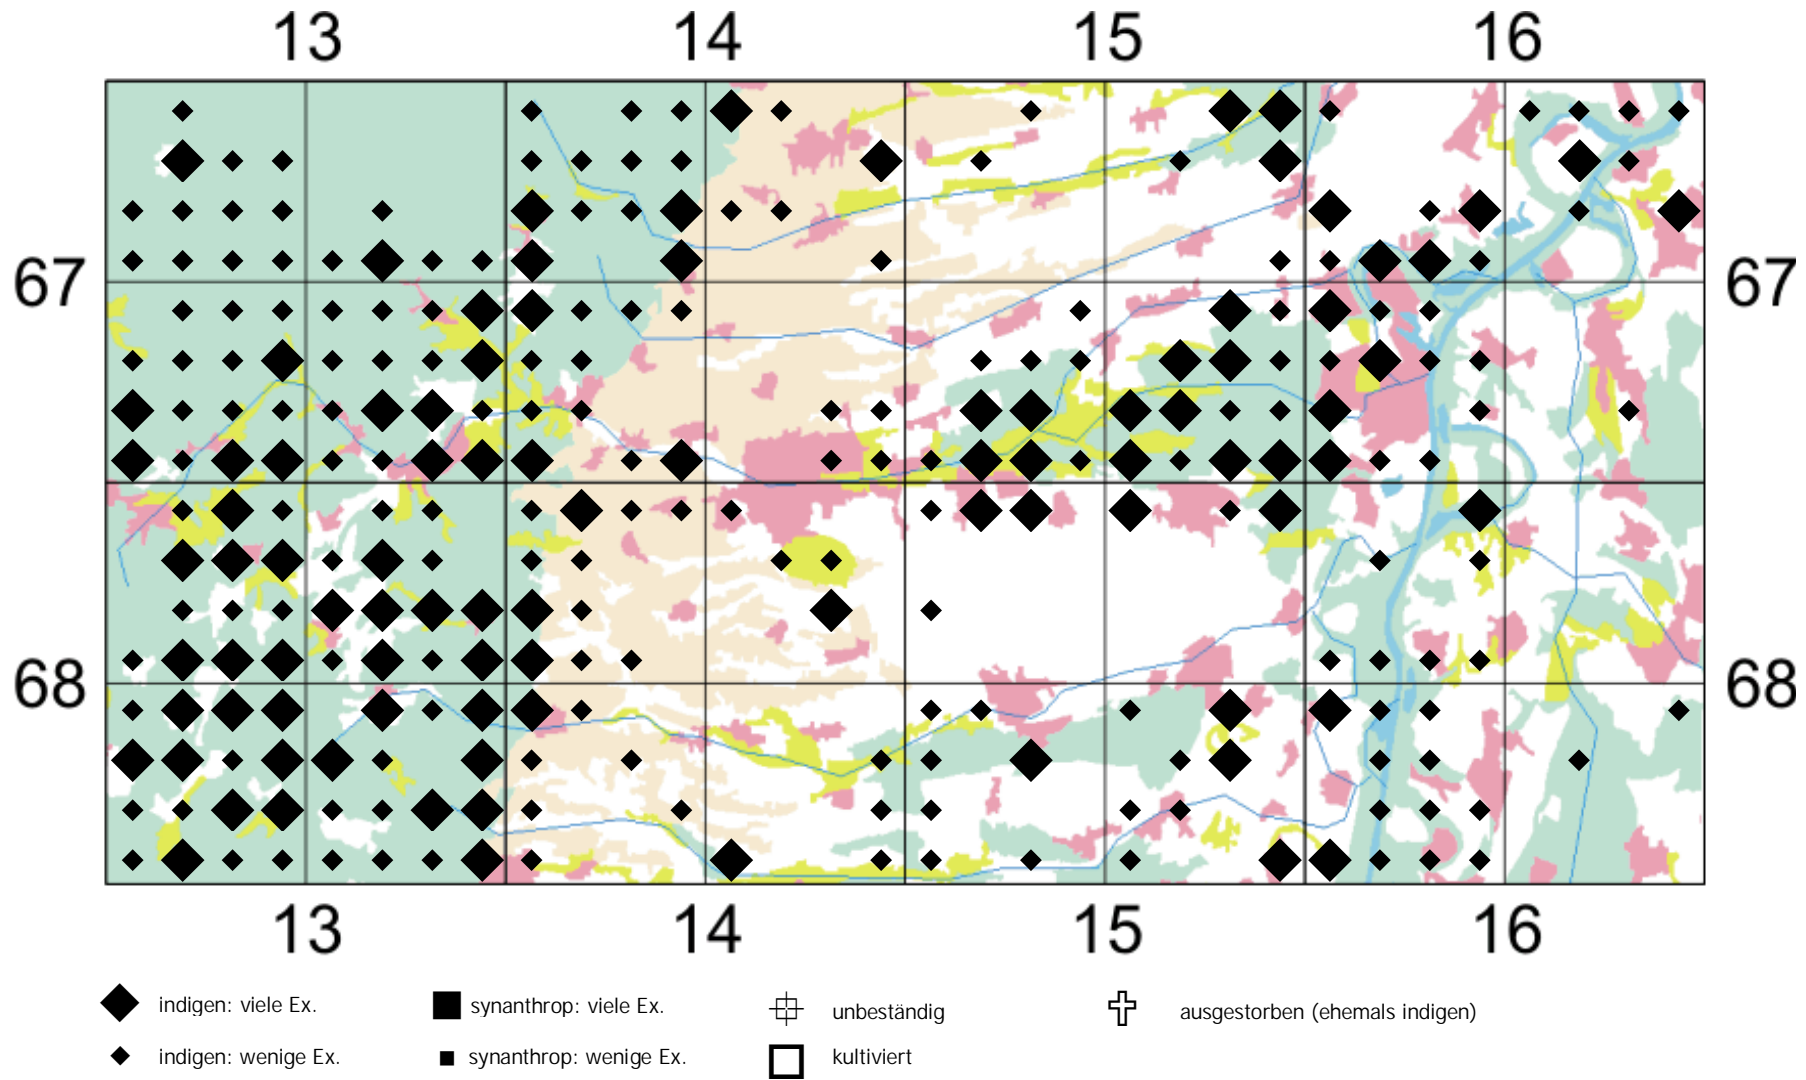 13 14 15 16
67 67
68 68
13 14 15 16
indigen: viele Ex. synanthrop: viele Ex. unbeständig ausgestorben (ehemals indigen)
indigen: wenige Ex. synanthrop: wenige Ex. kultiviert